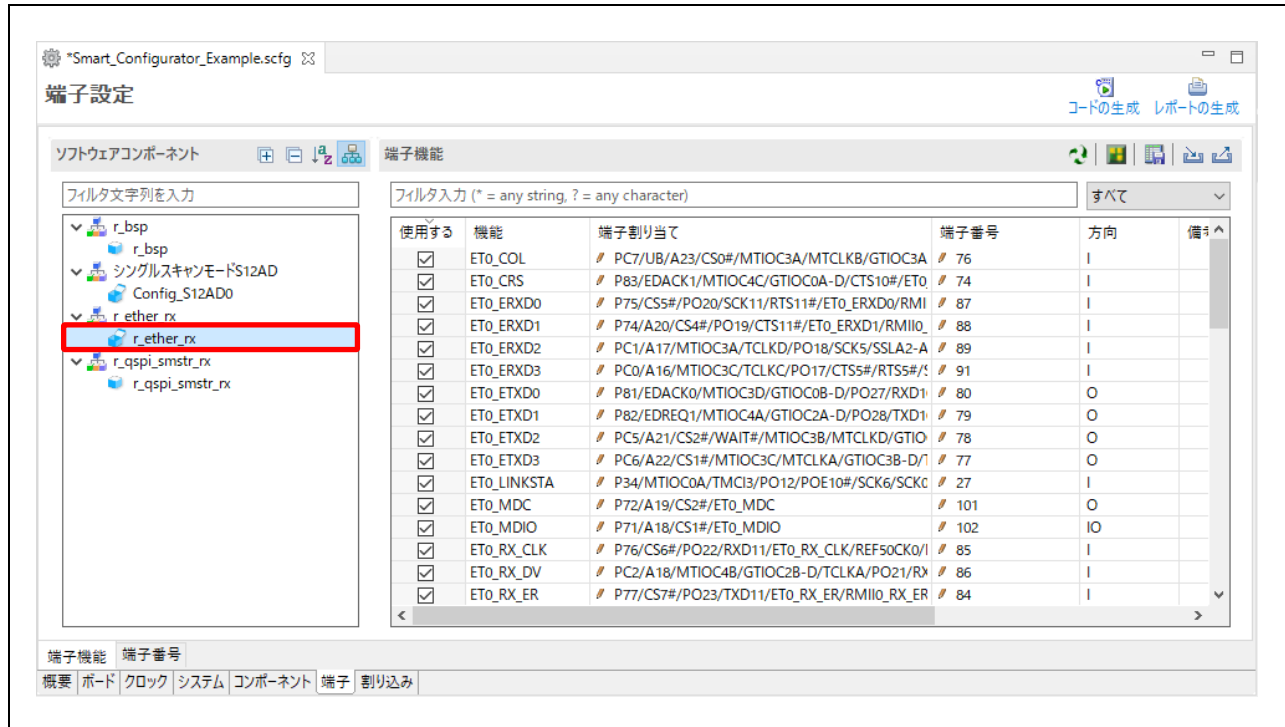 *Smart_Configurator_Example.scfg
端子設定
コードの生成 レポートの生成
ソフトウェアコンポーネント
端子機能
フィルタ文字列を入力
フィルタ入力 (* = any string, ? = any character)
すべて
r_bsp
r_bsp
シングルスキャンモードS12AD
Config_S12AD0
r_ether_rx
r_ether_rx
r_qspi_smstr_rx
r_qspi_smstr_rx
使用する 機能 端子割り当て 端子番号 方向
ET0_COL PC7/UB/A23/CS0#/MTIOC3A/MTCLKB/GTIOC3A 76 I
ET0_CRS P83/EDACK1/MTIOC4C/GTIOC0A-D/CTS10#/ET0_ 74 I
ET0_ERXD0 P75/CS5#/PO20/SCK11/RTS11#/ET0_ERXD0/RMI 87 I
ET0_ERXD1 P74/A20/CS4#/PO19/CTS11#/ET0_ERXD1/RMII0_ 88 I
ET0_ERXD2 PC1/A17/MTIOC3A/TCLKD/PO18/SCK5/SSLA2-A 89 I
ET0_ERXD3 PC0/A16/MTIOC3C/TCLKC/PO17/CTS5#/RTS5#/S 91 I
ET0_ETXD0 P81/EDACK0/MTIOC3D/GTIOC0B-D/PO27/RXD1 80 O
ET0_ETXD1 P82/EDREQ1/MTIOC4A/GTIOC2A-D/PO28/TXD1 79 O
ET0_ETXD2 PC5/A21/CS2#/WAIT#/MTIOC3B/MTCLKD/GTIO 78 O
ET0_ETXD3 PC6/A22/CS1#/MTIOC3C/MTCLKA/GTIOC3B-D/T 77 O
ET0_LINKSTA P34/MTIOC0A/TMCI3/PO12/POE10#/SCK6/SCK0 27 I
ET0_MDC P72/A19/CS2#/ET0_MDC 101 O
ET0_MDIO P71/A18/CS1#/ET0_MDIO 102 IO
ET0_RX_CLK P76/CS6#/PO22/RXD11/ET0_RX_CLK/REF50CK0/ 85 I
ET0_RX_DV PC2/A18/MTIOC4B/GTIOC2B-D/TCLKA/PO21/RX 86 I
ET0_RX_ER P77/CS7#/PO23/TXD11/ET0_RX_ER/RMII0_RX_ER 84 I
端子機能 端子番号
概要 ボード クロック システム コンポーネント 端子 割り込み